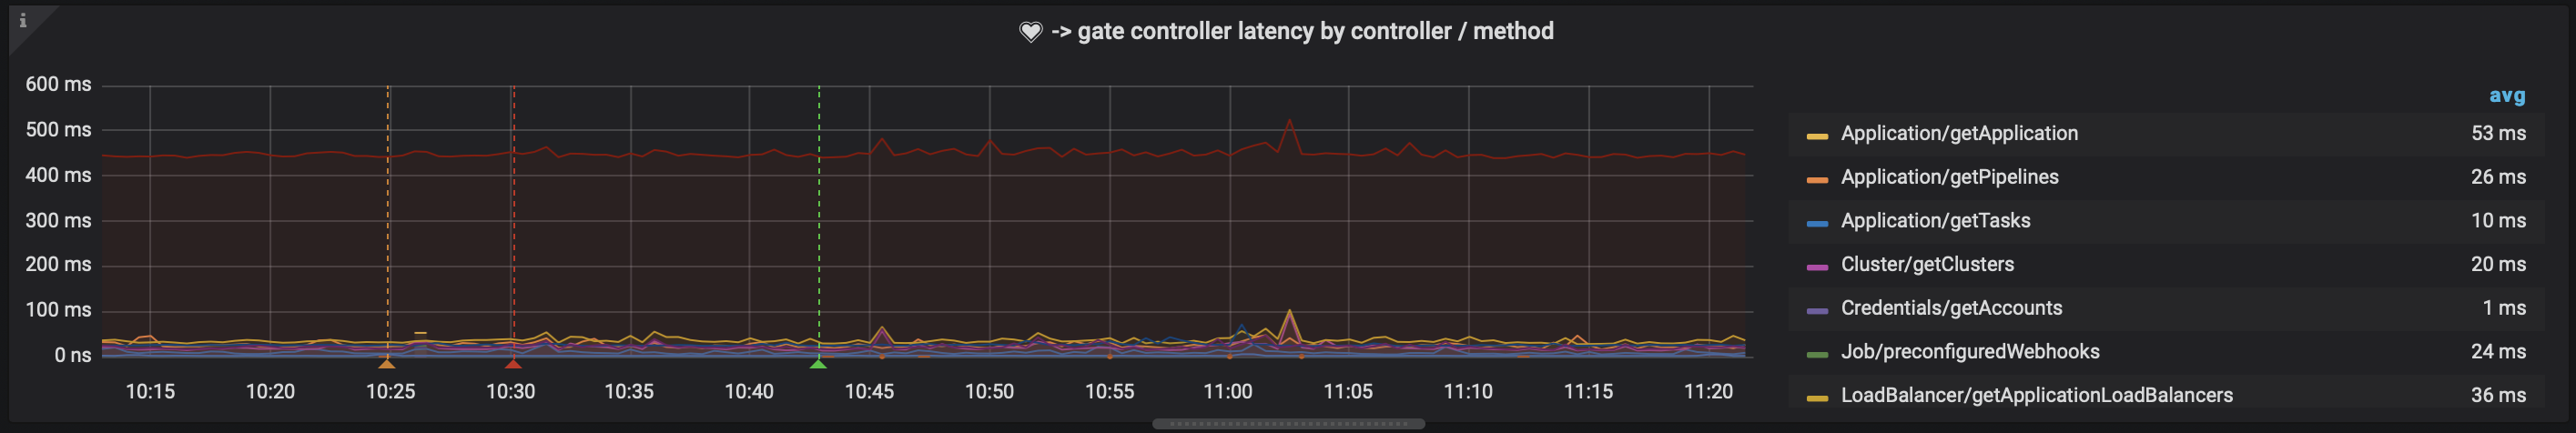 i
-> gate controller latency by controller / method
600 ms
500 ms
400 ms
300 ms
200 ms
100 ms
0 ns
10:15 10:20 10:25 10:30 10:35 10:40 10:45 10:50 10:55 11:00 11:05 11:10 11:15 11:20
avg
Application/getApplication 53 ms
Application/getPipelines 26 ms
Application/getTasks 10 ms
Cluster/getClusters 20 ms
Credentials/getAccounts 1 ms
Job/preconfiguredWebhooks 24 ms
LoadBalancer/getApplicationLoadBalancers 36 ms